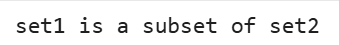 set1 is a subset of set2